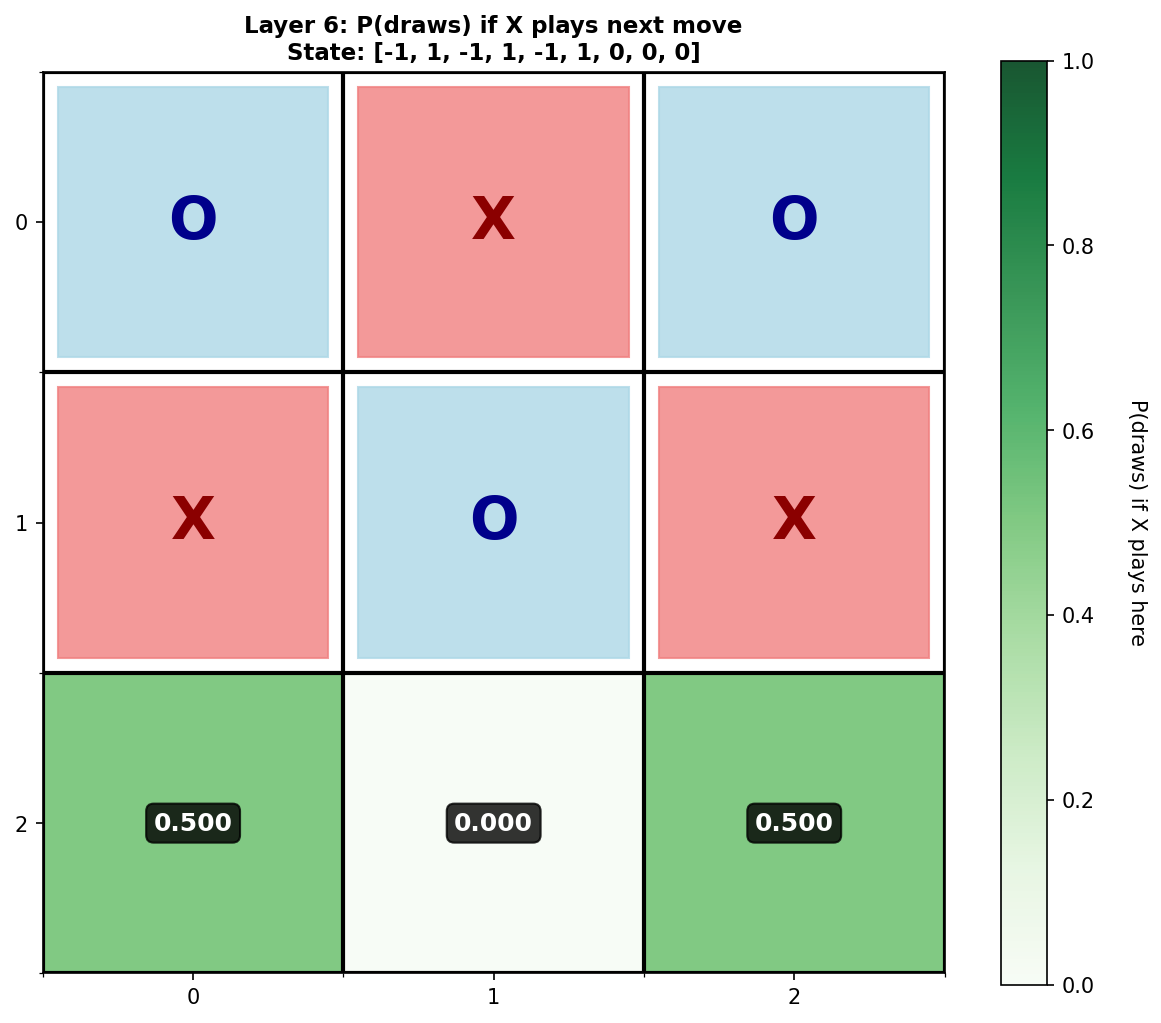 Layer 6: P(draws) if X plays next move
State: [-1, 1, -1, 1, -1, 1, 0, 0, 0]
0
O
X
O
1
X
O
X
2
0.500
0.000
0.500
0
1
2
1.0
0.8
0.6
0.4
0.2
0.0
P(draws) if X plays here